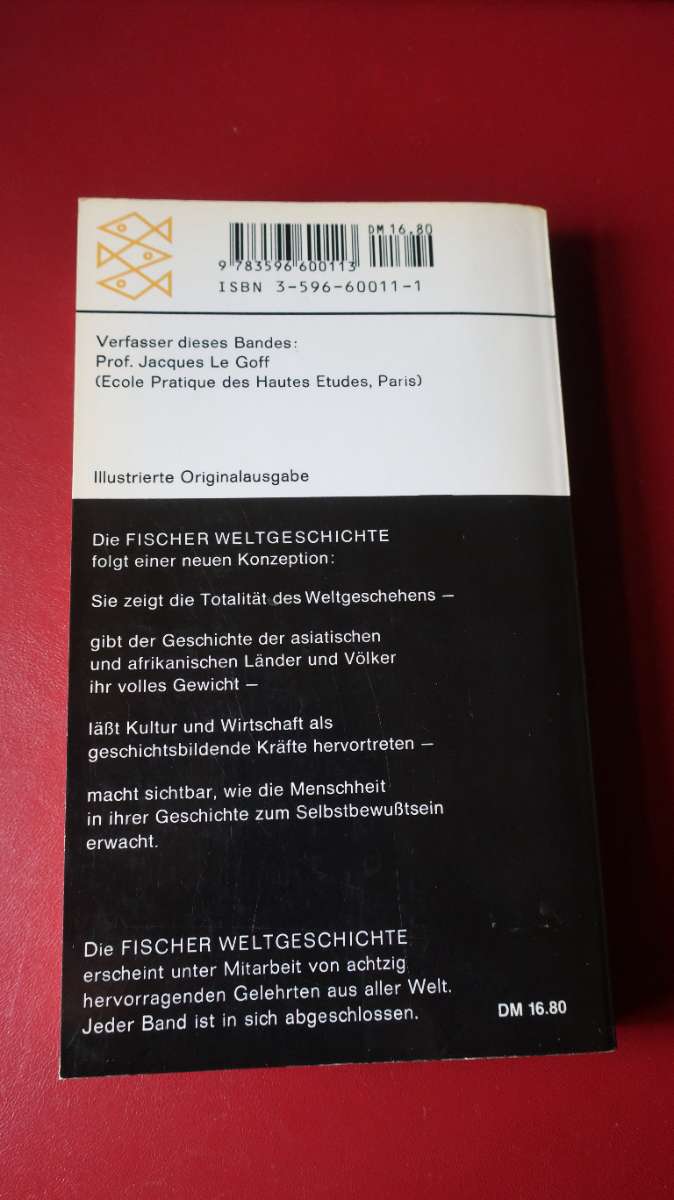 DM 16.80
9 783596 600113
ISBN 3-596-60011-1
Verfasser dieses Bandes:
Prof. Jacques Le Goff
(Ecole Pratique des Hautes Etudes, Paris)
Illustrierte Originalausgabe
Die FISCHER WELTGESCHICHTE
folgt einer neuen Konzeption:
Sie zeigt die Totalität des Weltgeschehens –
gibt der Geschichte der asiatischen
und afrikanischen Länder und Völker
ihr volles Gewicht –
läßt Kultur und Wirtschaft als
geschichtsbildende Kräfte hervortreten –
macht sichtbar, wie die Menschheit
in ihrer Geschichte zum Selbstbewußtsein
erwacht.
Die FISCHER WELTGESCHICHTE
erscheint unter Mitarbeit von achtzig
hervorragenden Gelehrten aus aller Welt.
Jeder Band ist in sich abgeschlossen.
DM 16.80